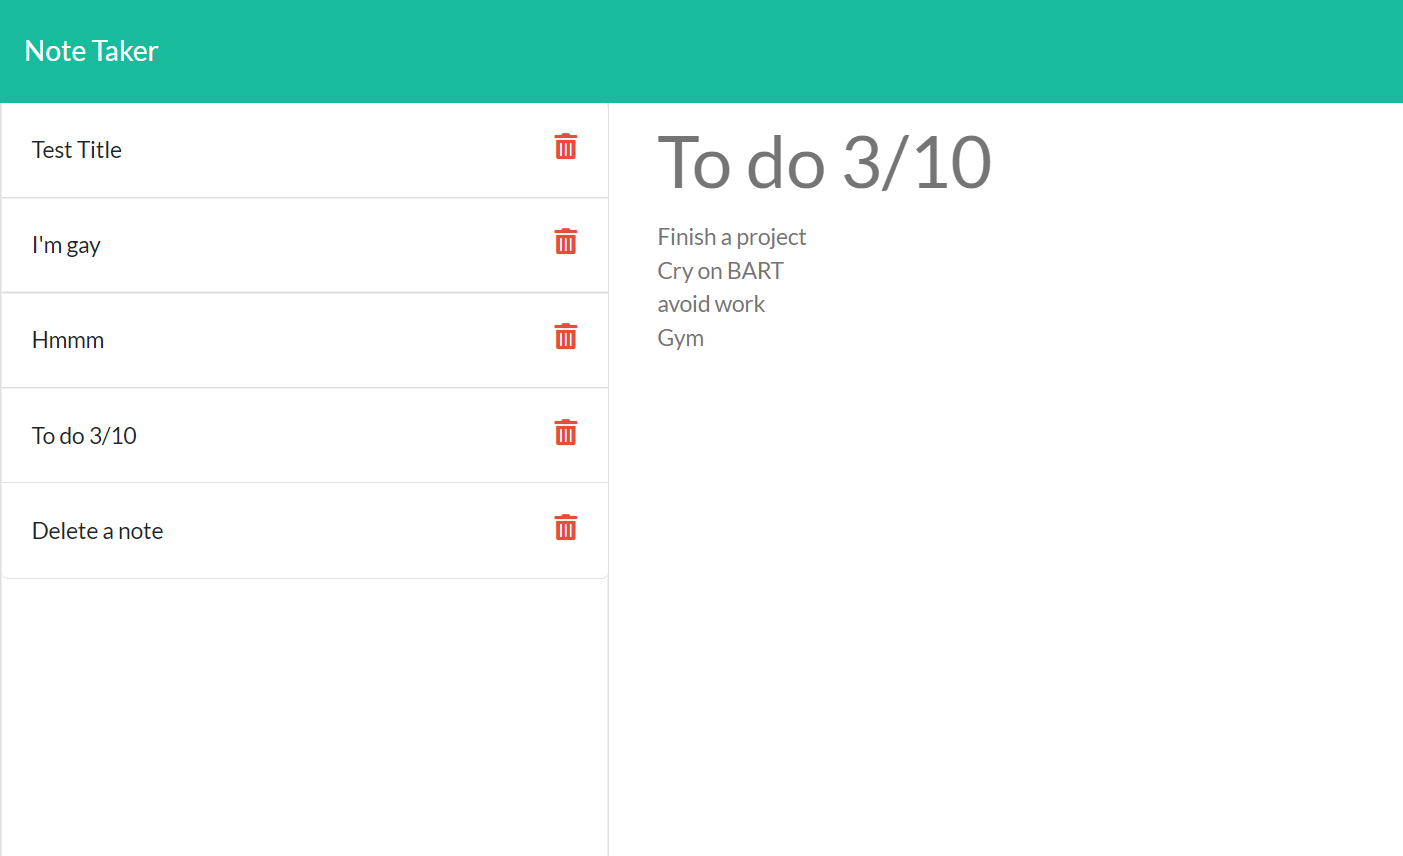 Note Taker
Test Title
I'm gay
Hmmm
To do 3/10
Delete a note
To do 3/10
Finish a project
Cry on BART
avoid work
Gym